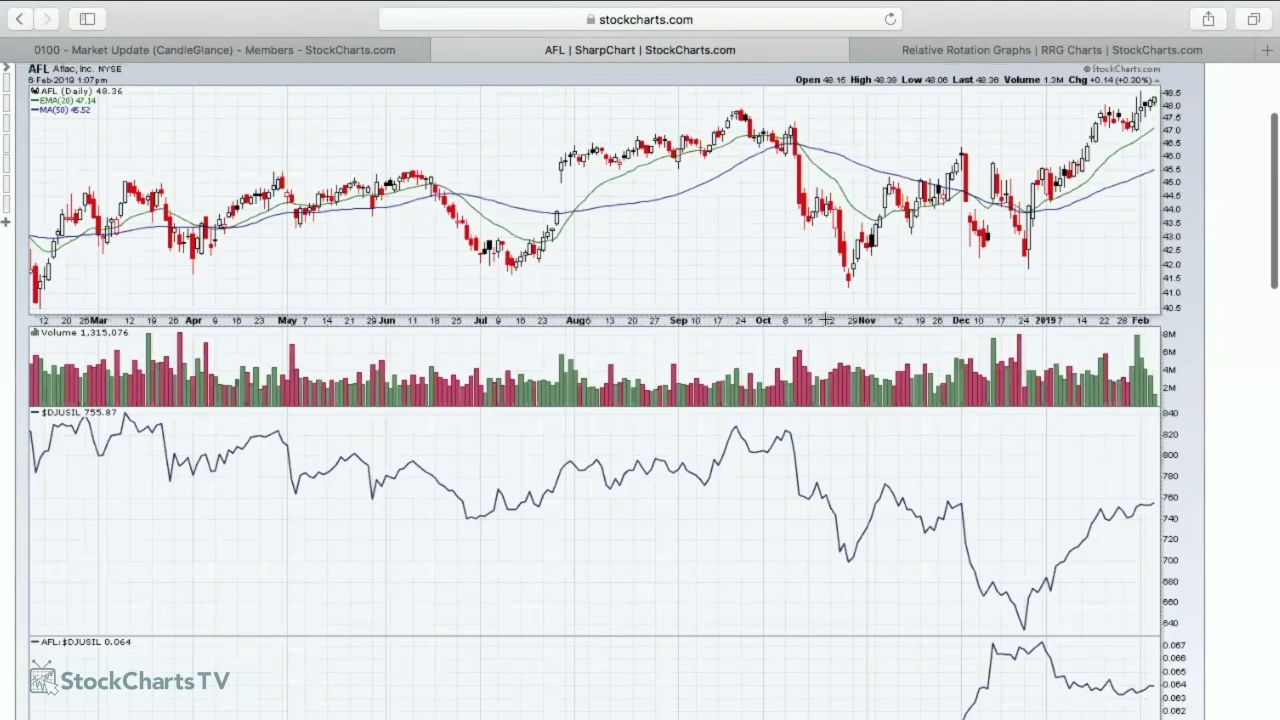 stockcharts.com
0100 - Market Update (CandleGlance) - Members - StockCharts.com
AFL | SharpChart | StockCharts.com
Relative Rotation Graphs | RRG Charts | StockCharts.com
AFL Aflac, Inc. NYSE
© StockCharts.com
6-Feb-2019 1:07pm
Open 48.15 High 48.38 Low 48.06 Last 48.36 Volume 1.3M Chg +0.14 (+0.30%)
AFL (Daily) 48.36
EMA(20) 47.14
MA(50) 45.52
48.5
48.0
47.5
47.0
46.5
46.0
45.5
45.0
44.5
44.0
43.5
43.0
42.5
42.0
41.5
41.0
40.5
12 20 26 Mar 12 19 26 Apr 9 16 23 May 7 14 21 29 Jun 11 18 25 Jul 9 16 23 Aug 6 13 20 27 Sep 10 17 24 Oct 8 15 22 29 Nov 12 19 26 Dec 10 17 24 2019 7 14 22 28 Feb
Volume 1,315,076
8M
6M
4M
2M
$DJUSIL 755.87
840
820
800
780
760
740
720
700
680
660
640
AFL:$DJUSIL 0.064
0.067
0.066
0.065
0.064
0.063
0.062
StockCharts TV